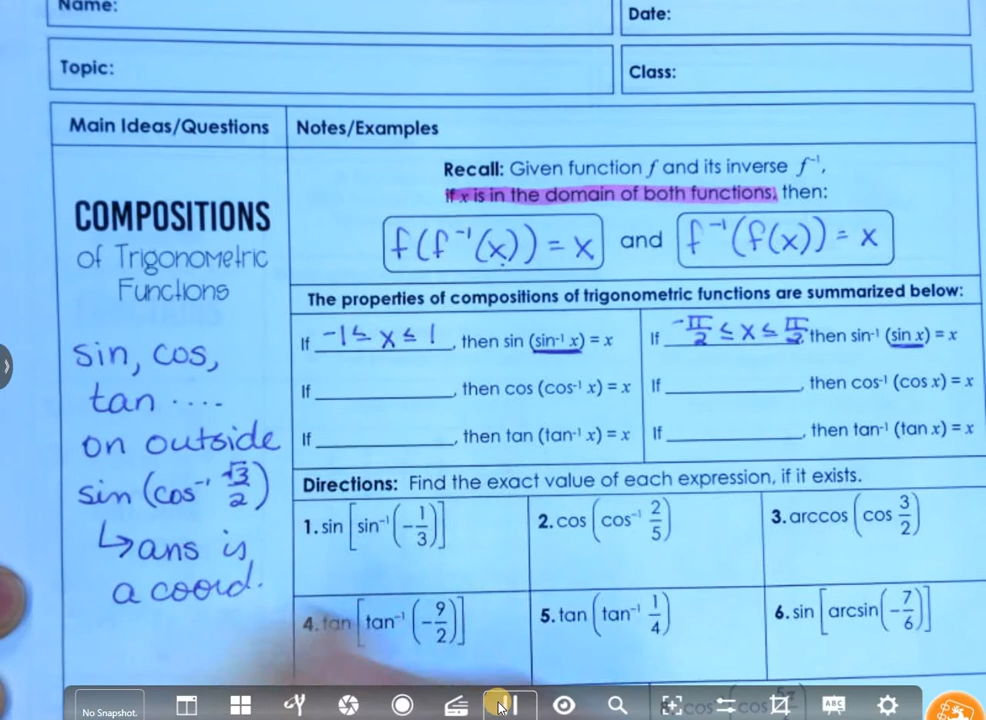 Name:
Date:
Topic:
Class:
Main Ideas/Questions
Notes/Examples
COMPOSITIONS
of Trigonometric
Functions
sin, cos,
tan ....
on outside
sin (cos⁻¹ √3/2)
↳ans is
a coord.
Recall: Given function f and its inverse f⁻¹,
if x is in the domain of both functions, then:
f(f⁻¹(x)) = x and f⁻¹(f(x)) = x
The properties of compositions of trigonometric functions are summarized below:
If -1 ≤ x ≤ 1, then sin (sin⁻¹ x) = x
If -π/2 ≤ x ≤ π/2, then sin⁻¹ (sin x) = x
If ____________, then cos (cos⁻¹ x) = x
If ____________, then cos⁻¹ (cos x) = x
If ____________, then tan (tan⁻¹ x) = x
If ____________, then tan⁻¹ (tan x) = x
Directions: Find the exact value of each expression, if it exists.
1. sin [sin⁻¹ (-1/3)]
2. cos (cos⁻¹ 2/5)
3. arccos (cos 3/2)
4. tan [tan⁻¹ (-9/2)]
5. tan (tan⁻¹ 1/4)
6. sin [arcsin (-7/6)]
No Snapshot.
ABC